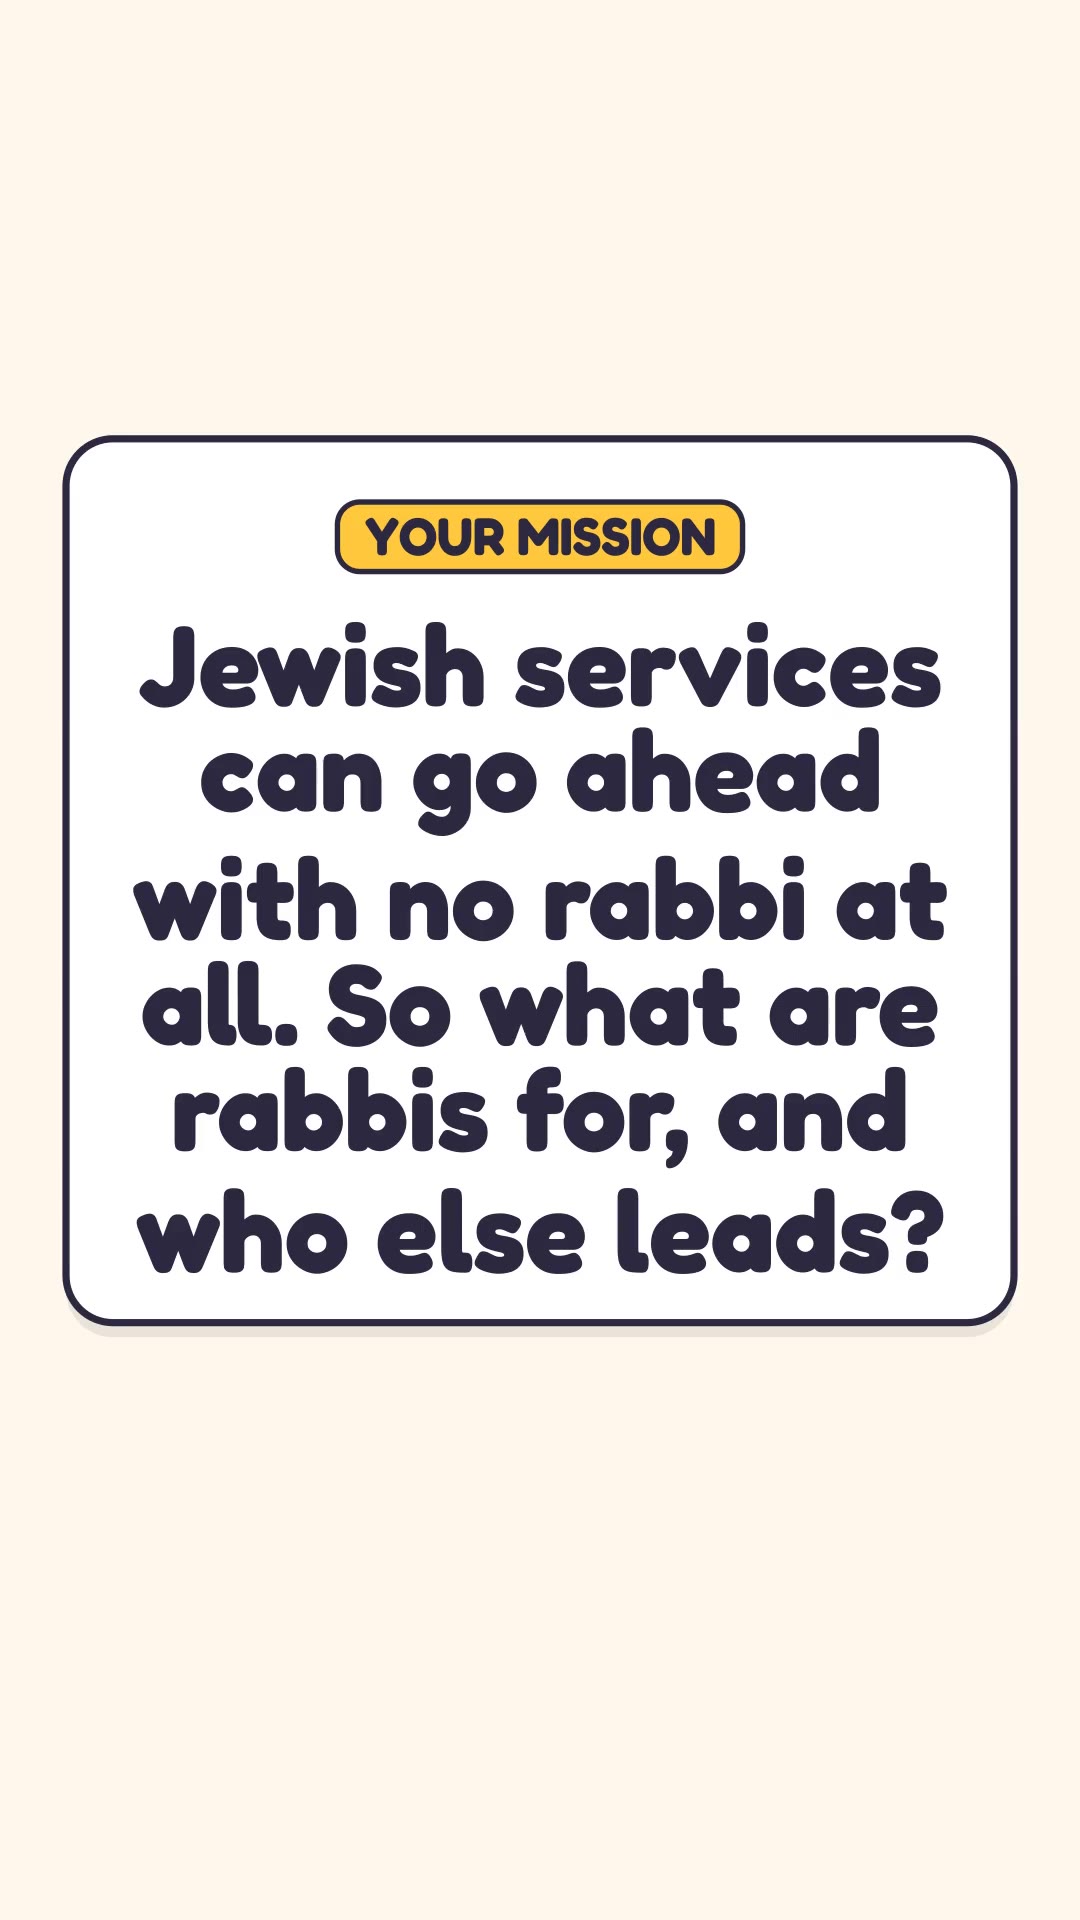 YOUR MISSION
Jewish services
can go ahead
with no rabbi at
all. So what are
rabbis for, and
who else leads?